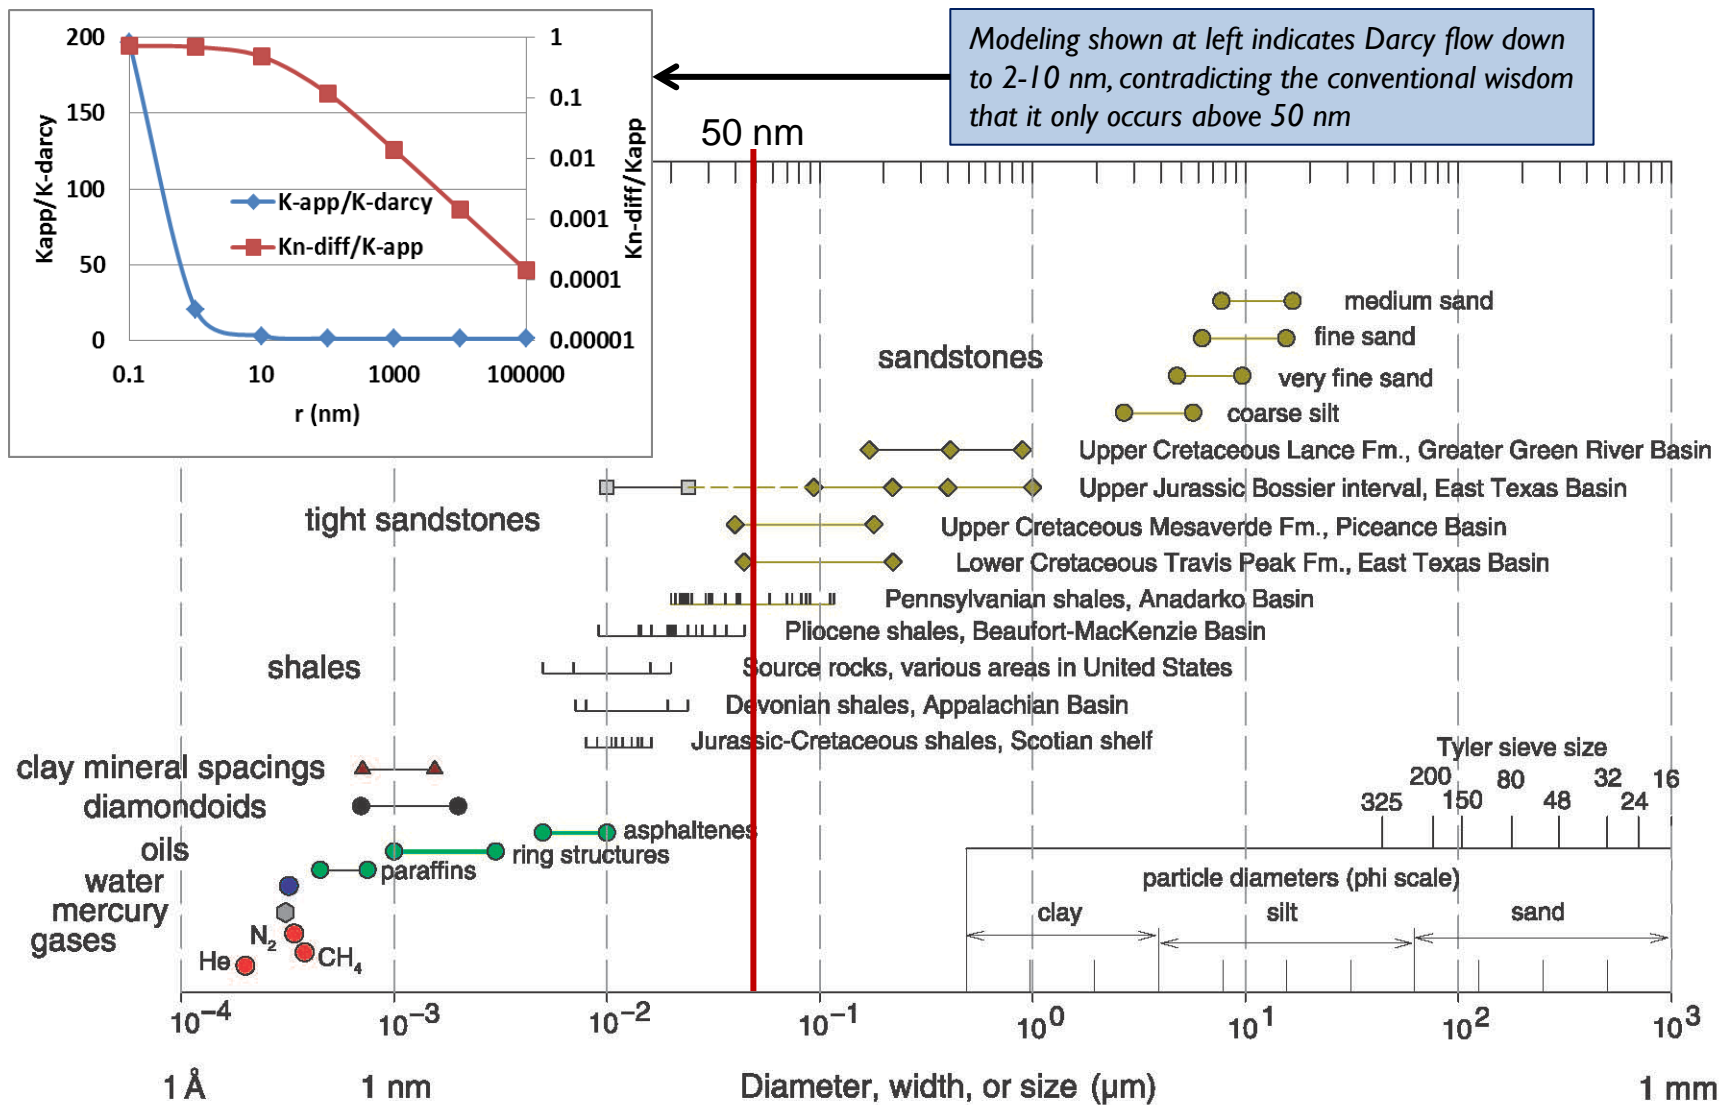 Modeling shown at left indicates Darcy flow down
to 2-10 nm, contradicting the conventional wisdom
that it only occurs above 50 nm
200
150
100
50
0
Kapp/K-darcy
1
0.1
0.01
0.001
0.0001
0.00001
Kn-diff/Kapp
K-app/K-darcy
Kn-diff/K-app
0.1 10 1000 100000
r (nm)
50 nm
medium sand
fine sand
sandstones
very fine sand
coarse silt
Upper Cretaceous Lance Fm., Greater Green River Basin
Upper Jurassic Bossier interval, East Texas Basin
tight sandstones
Upper Cretaceous Mesaverde Fm., Piceance Basin
Lower Cretaceous Travis Peak Fm., East Texas Basin
Pennsylvanian shales, Anadarko Basin
Pliocene shales, Beaufort-MacKenzie Basin
shales
Source rocks, various areas in United States
Devonian shales, Appalachian Basin
Jurassic-Cretaceous shales, Scotian shelf
clay mineral spacings
diamondoids
asphaltenes
oils
ring structures
paraffins
water
mercury
gases
N₂
He
CH₄
Tyler sieve size
200 80 32 16
325 150 48 24
particle diameters (phi scale)
clay silt sand
10⁻⁴ 10⁻³ 10⁻² 10⁻¹ 10⁰ 10¹ 10² 10³
1 Å 1 nm Diameter, width, or size (μm) 1 mm